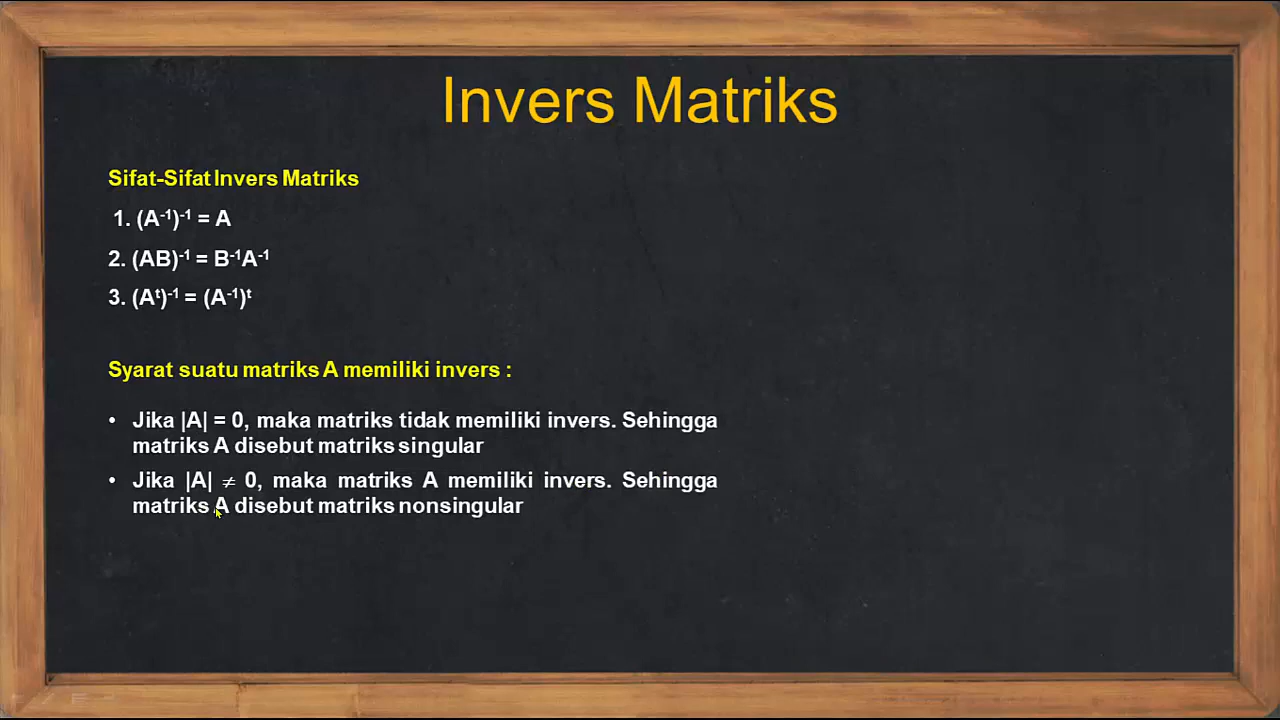 Invers Matriks
Sifat-Sifat Invers Matriks
1. (A⁻¹)⁻¹ = A
2. (AB)⁻¹ = B⁻¹A⁻¹
3. (Aᵗ)⁻¹ = (A⁻¹)ᵗ
Syarat suatu matriks A memiliki invers :
• Jika |A| = 0, maka matriks tidak memiliki invers. Sehingga
matriks A disebut matriks singular
• Jika |A| ≠ 0, maka matriks A memiliki invers. Sehingga
matriks A disebut matriks nonsingular